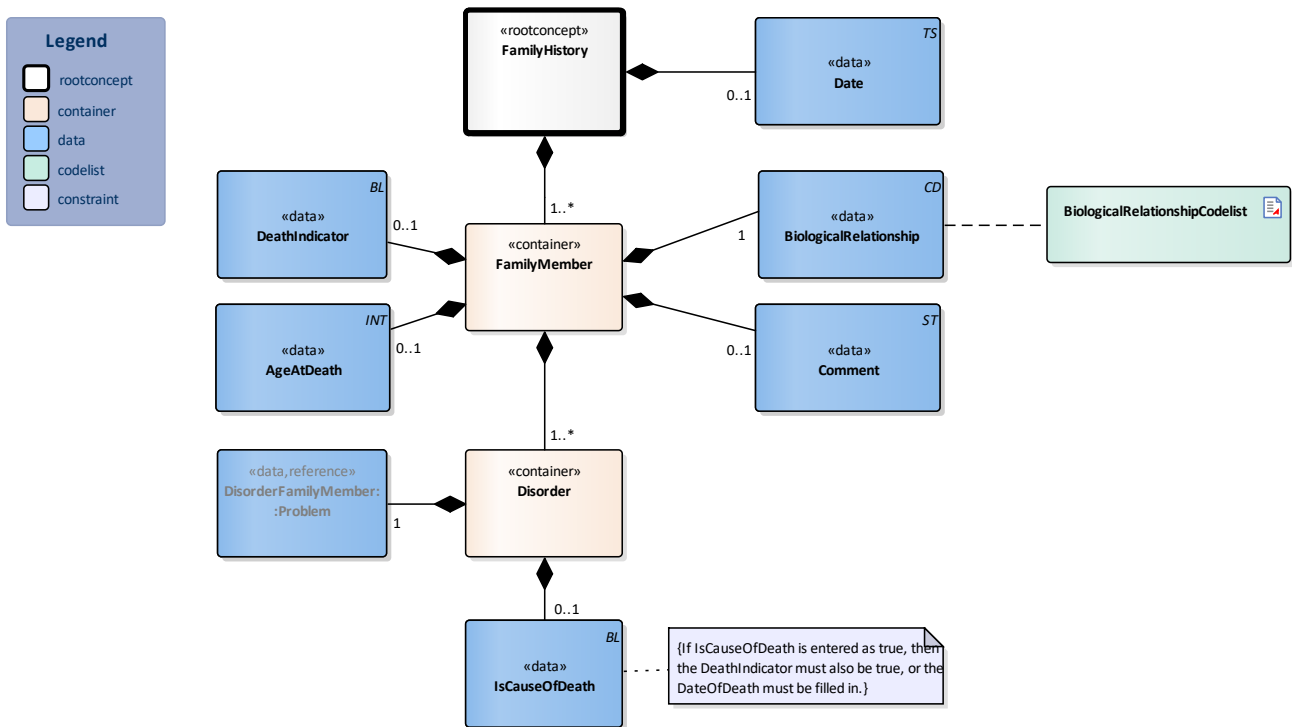 Legend
rootconcept
container
data
codelist
constraint
«rootconcept»
FamilyHistory
TS
«data»
Date
0..1
1..*
BL
«data»
DeathIndicator
0..1
«container»
FamilyMember
CD
«data»
BiologicalRelationship
1
BiologicalRelationshipCodelist
INT
«data»
AgeAtDeath
0..1
ST
«data»
Comment
0..1
1..*
«data,reference»
DisorderFamilyMember:
:Problem
1
«container»
Disorder
0..1
BL
«data»
IsCauseOfDeath
{If IsCauseOfDeath is entered as true, then
the DeathIndicator must also be true, or the
DateOfDeath must be filled in.}